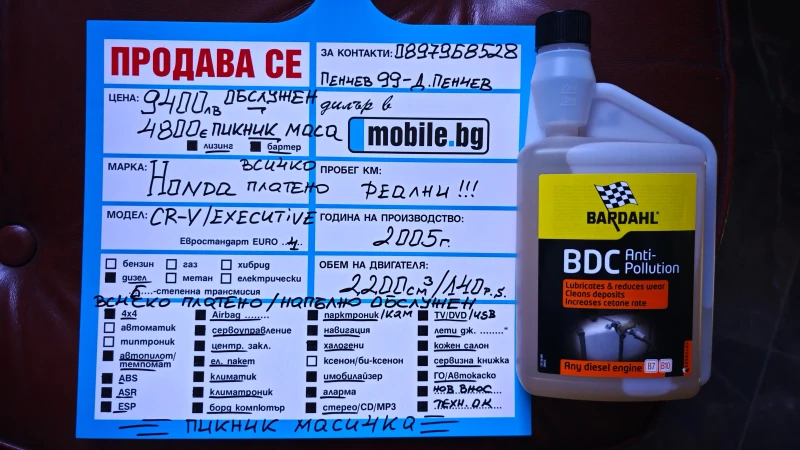 ПРОДАВА СЕ
ЗА КОНТАКТИ: 0897968528
ПЕНЧЕВ 99-Д.ПЕНЧЕВ
ЦЕНА: 9400лв ОБСЛУЖЕН
4800€ ПИКНИК МАСА
лизинг бартер
дилър в
mobile.bg
МАРКА: HONDA ВСИЧКО ПЛАТЕНО
ПРОБЕГ КМ:
РЕАЛНИ!!!
МОДЕЛ: CR-V/EXECUTIVE
Евростандарт EURO 4
ГОДИНА НА ПРОИЗВОДСТВО:
2005г.
бензин газ хибрид
дизел метан електрически
6 -степенна трансмисия
ОБЕМ НА ДВИГАТЕЛЯ:
2200см³/140p.s.
ВСИЧКО ПЛАТЕНО/НАПЪЛНО ОБСЛУЖЕН
4x4 Airbag ........ парктроник/КАМ TV/DVD/USB
автоматик сервоуправление навигация лети дж. ........"
типтроник центр. закл. халогени кожен салон
автопилот/темпомат ел. пакет ксенон/би-ксенон сервизна книжка
ABS климатик имобилайзер ГО/Автокаско
ASR климатроник аларма НОВ ВНОС
ESP борд компютър стерео/CD/MP3 ТЕХН. ОК
ПИКНИК МАСИЧКА
BARDAHL
BDC Anti-Pollution
Lubricates & reduces wear
Cleans deposits
Increases cetane rate
Any diesel engine B7 B10